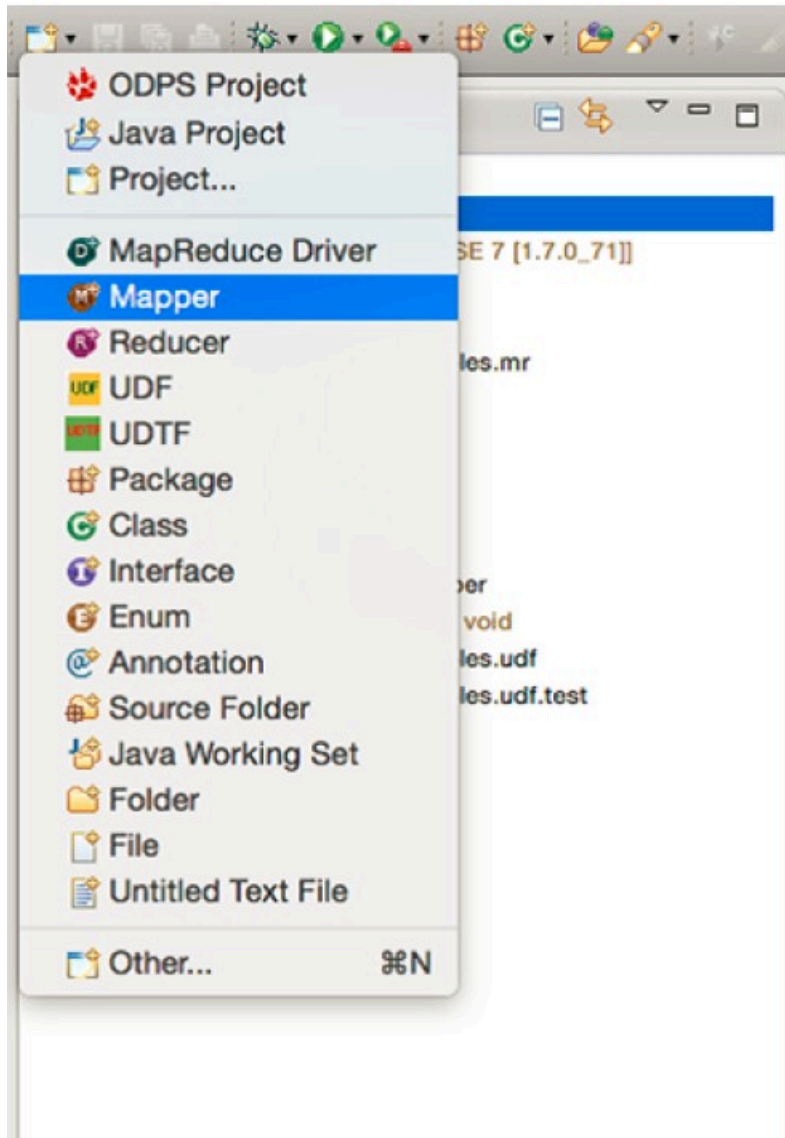 ODPS Project
Java Project
Project...
MapReduce Driver
SE 7 [1.7.0_71]]
Mapper
Reducer
les.mr
UDF UDF
UDTF UDTF
Package
Class
Interface
per
Enum
void
Annotation
les.udf
Source Folder
les.udf.test
Java Working Set
Folder
File
Untitled Text File
Other... ⌘N